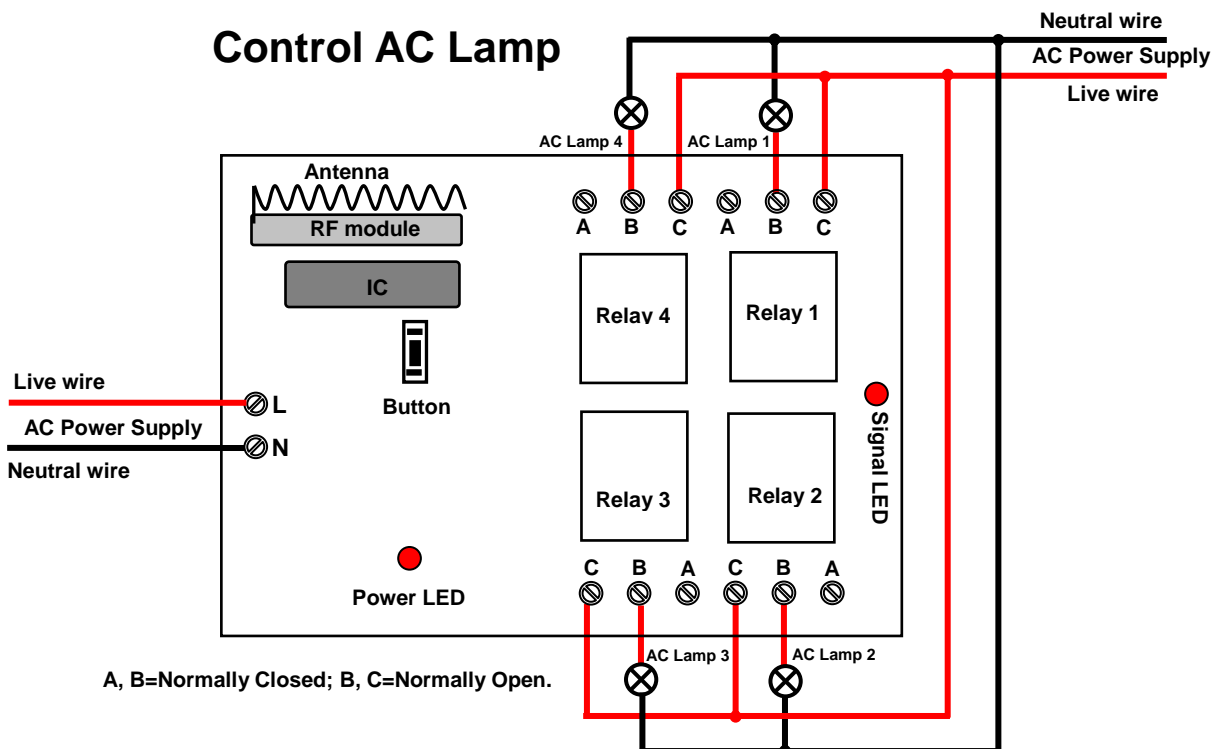 Control AC Lamp
Neutral wire
AC Power Supply
Live wire
AC Lamp 4
AC Lamp 1
Antenna
RF module
IC
A B C A B C
Relay 4
Relay 1
Live wire
L
Button
AC Power Supply
N
Neutral wire
Signal LED
Relay 3
Relay 2
Power LED
C B A C B A
AC Lamp 3
AC Lamp 2
A, B=Normally Closed; B, C=Normally Open.